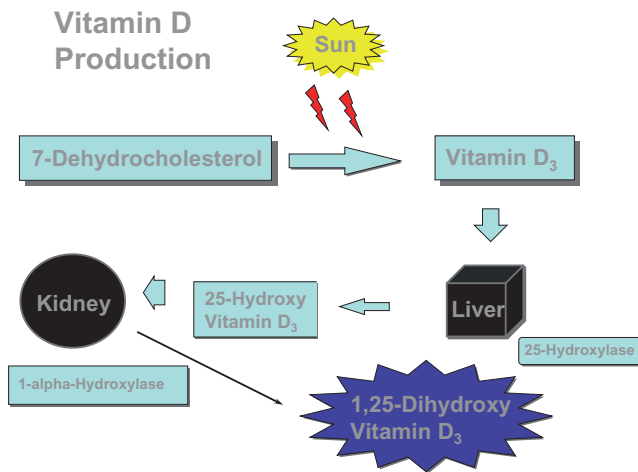 Vitamin D
Production
Sun
7-Dehydrocholesterol
Vitamin D₃
Kidney
25-Hydroxy
Vitamin D₃
Liver
25-Hydroxylase
1-alpha-Hydroxylase
1,25-Dihydroxy
Vitamin D₃